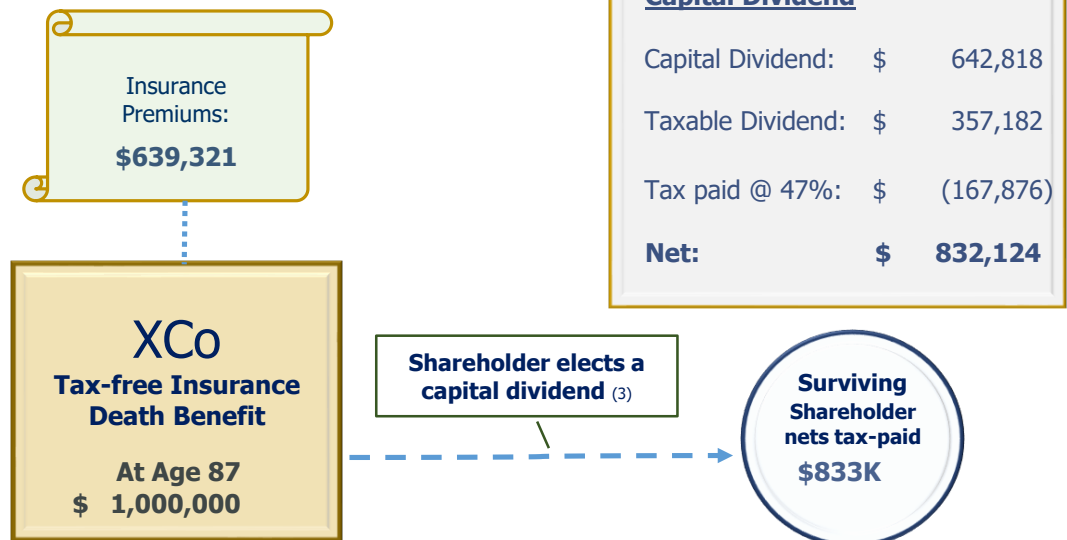 Insurance
Premiums:
$639,321
Capital Dividend
Capital Dividend: $ 642,818
Taxable Dividend: $ 357,182
Tax paid @ 47%: $ (167,876)
Net: $ 832,124
XCo
Tax-free Insurance
Death Benefit
At Age 87
$ 1,000,000
Shareholder elects a
capital dividend (3)
Surviving
Shareholder
nets tax-paid
$833K